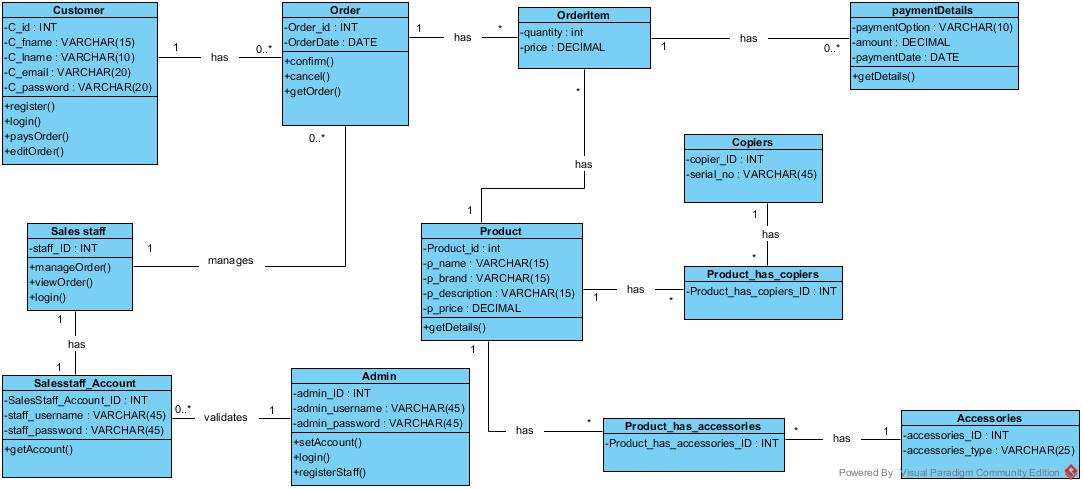 Customer
-C_id : INT
-C_fname : VARCHAR(15)
-C_lname : VARCHAR(10)
-C_email : VARCHAR(20)
-C_password : VARCHAR(20)
+register()
+login()
+paysOrder()
+editOrder()
1
has
0..*
Order
-Order_id : INT
-OrderDate : DATE
+confirm()
+cancel()
+getOrder()
1
has
*
OrderItem
-quantity : int
-price : DECIMAL
1
has
0..*
paymentDetails
-paymentOption : VARCHAR(10)
-amount : DECIMAL
-paymentDate : DATE
+getDetails()
0..*
manages
1
*
has
1
Copiers
-copier_ID : INT
-serial_no : VARCHAR(45)
1
has
*
Sales staff
-staff_ID : INT
+manageOrder()
+viewOrder()
+login()
Product
-Product_id : int
-p_name : VARCHAR(15)
-p_brand : VARCHAR(15)
-p_description : VARCHAR(15)
-p_price : DECIMAL
+getDetails()
1
has
*
Product_has_copiers
-Product_has_copiers_ID : INT
1
has
1
Salesstaff_Account
-SalesStaff_Account_ID : INT
-staff_username : VARCHAR(45)
-staff_password : VARCHAR(45)
+getAccount()
0..*
validates
1
Admin
-admin_ID : INT
-admin_username : VARCHAR(45)
-admin_password : VARCHAR(45)
+setAccount()
+login()
+registerStaff()
1
has
*
Product_has_accessories
-Product_has_accessories_ID : INT
*
has
1
Accessories
-accessories_ID : INT
-accessories_type : VARCHAR(25)
Powered By Visual Paradigm Community Edition